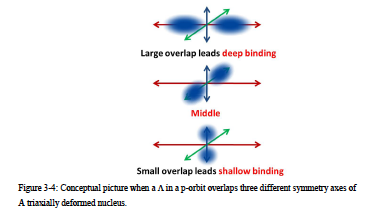 Large overlap leads deep binding
Middle
Small overlap leads shallow binding
Figure 3-4: Conceptual picture when a Λ in a p-orbit overlaps three different symmetry axes of
Λ triaxially deformed nucleus.